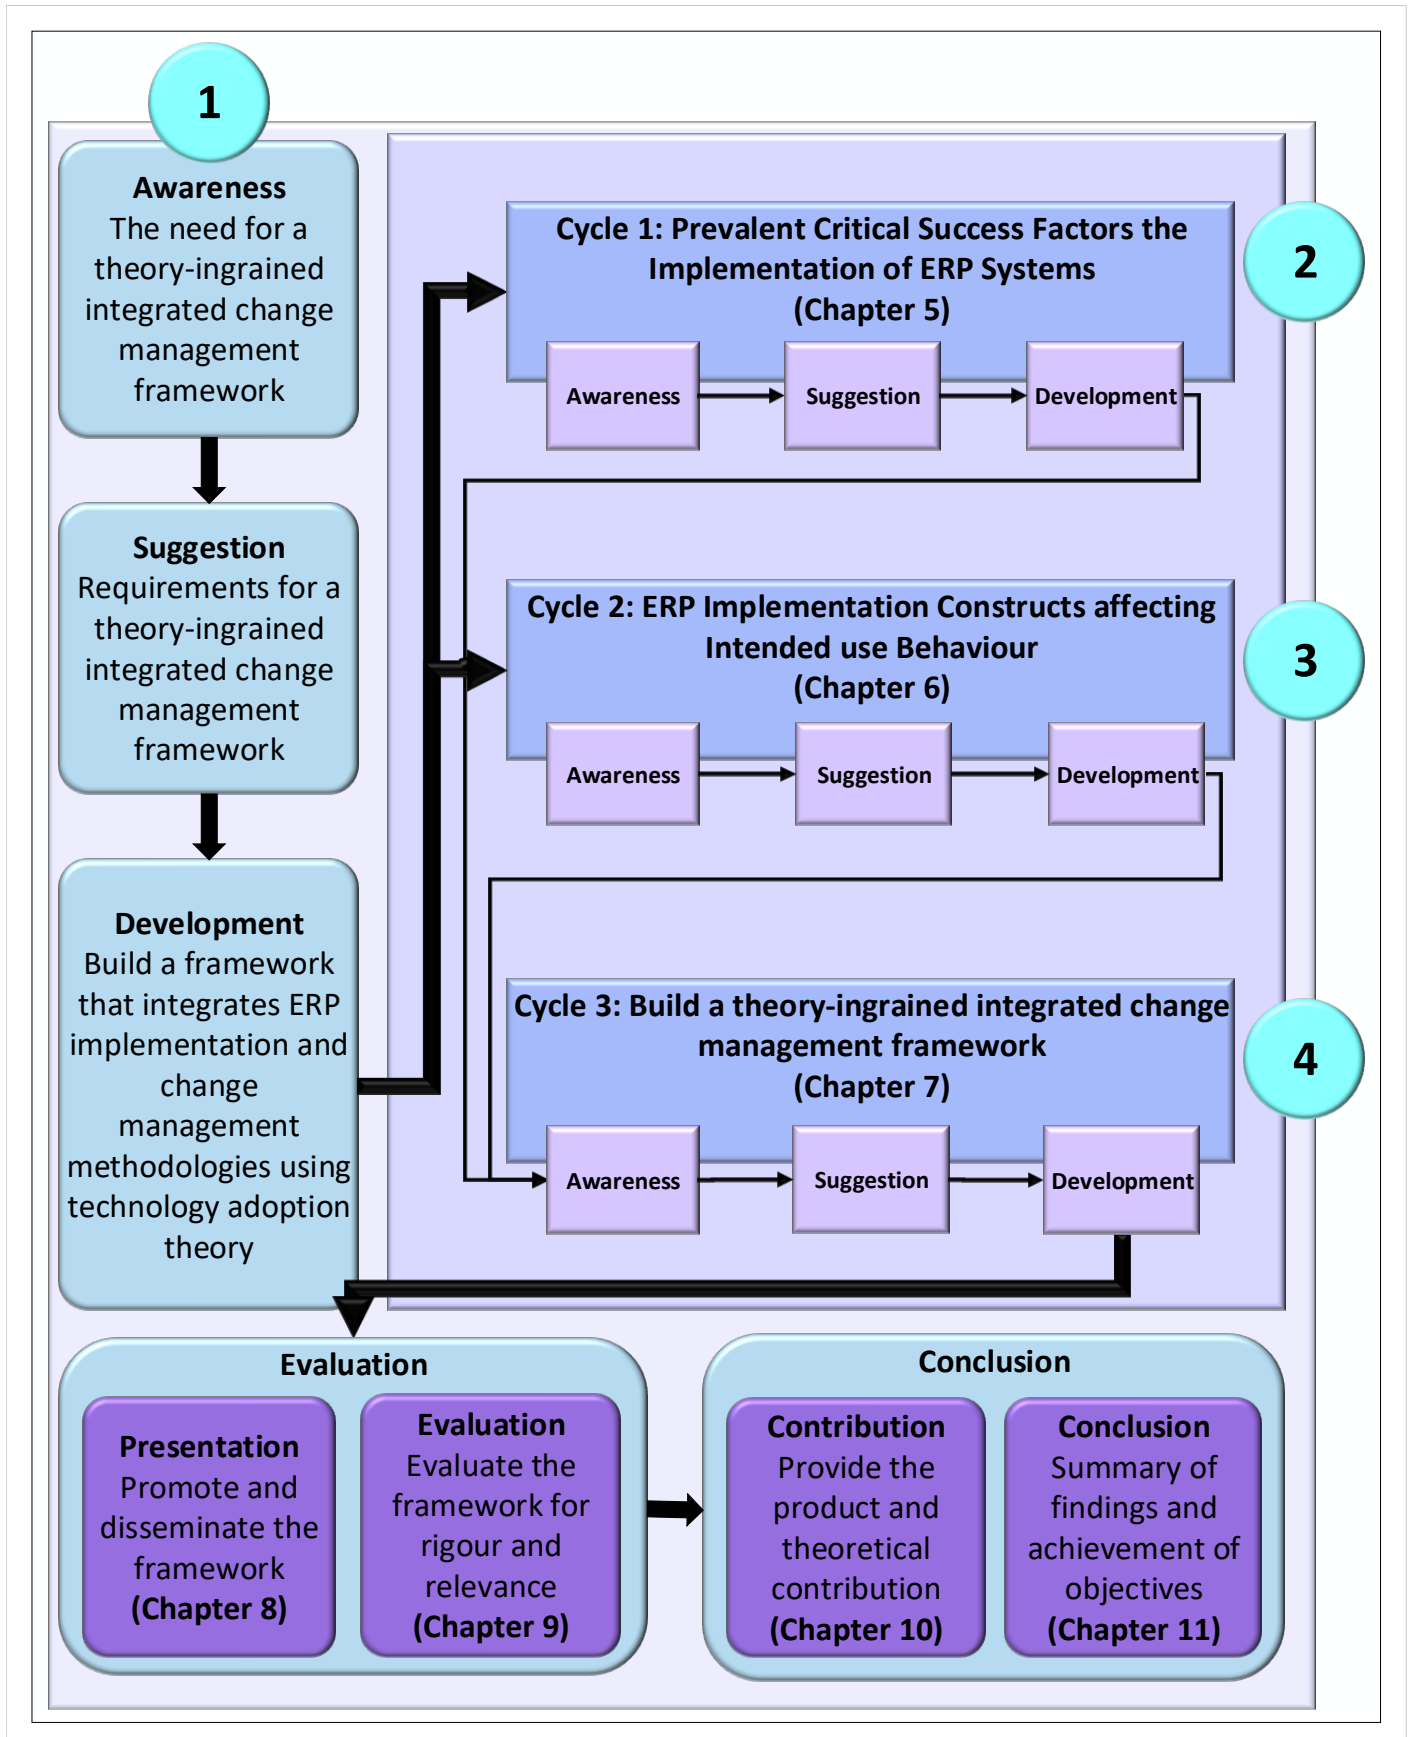 1
Awareness
The need for a
theory-ingrained
integrated change
management
framework
Suggestion
Requirements for a
theory-ingrained
integrated change
management
framework
Development
Build a framework
that integrates ERP
implementation and
change
management
methodologies using
technology adoption
theory
Cycle 1: Prevalent Critical Success Factors the
Implementation of ERP Systems
(Chapter 5)
2
Awareness
Suggestion
Development
Cycle 2: ERP Implementation Constructs affecting
Intended use Behaviour
(Chapter 6)
3
Awareness
Suggestion
Development
Cycle 3: Build a theory-ingrained integrated change
management framework
(Chapter 7)
4
Awareness
Suggestion
Development
Evaluation
Presentation
Promote and
disseminate the
framework
(Chapter 8)
Evaluation
Evaluate the
framework for
rigour and
relevance
(Chapter 9)
Conclusion
Contribution
Provide the
product and
theoretical
contribution
(Chapter 10)
Conclusion
Summary of
findings and
achievement of
objectives
(Chapter 11)